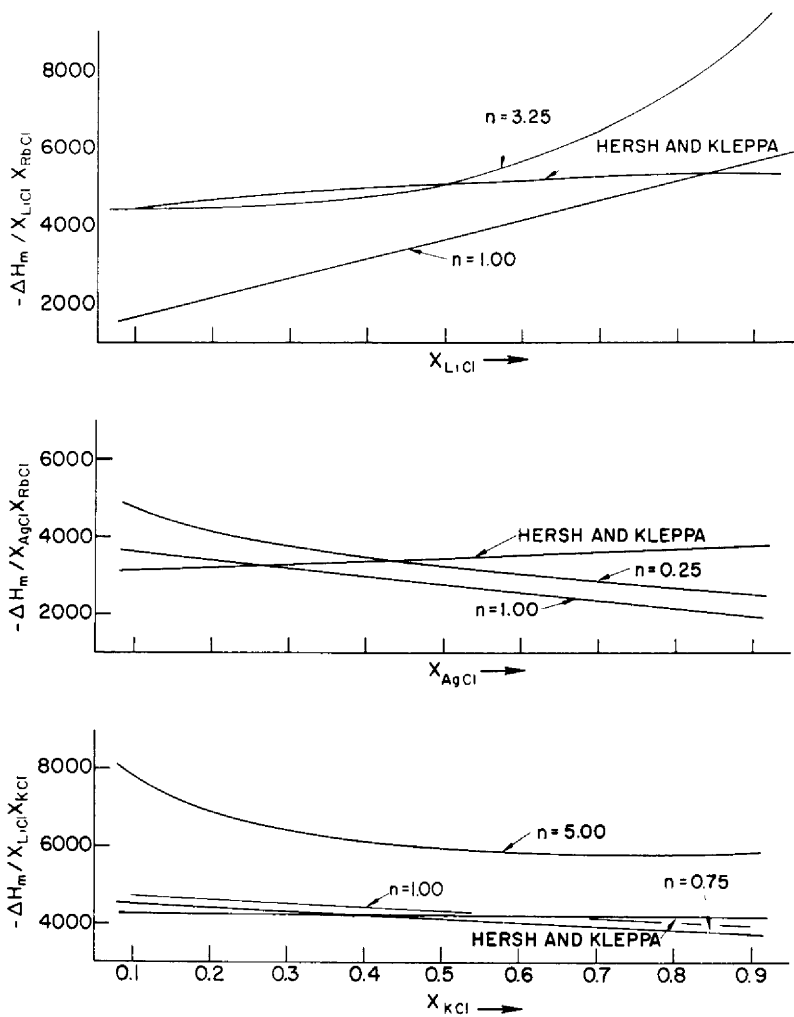 8000
6000
4000
2000
-ΔHm / XLiCl XRbCl
n = 3.25
HERSH AND KLEPPA
n = 1.00
XLiCl
6000
4000
2000
-ΔHm / XAgCl XRbCl
HERSH AND KLEPPA
n = 0.25
n = 1.00
XAgCl
8000
6000
4000
-ΔHm / XLiCl XKCl
n = 5.00
n = 1.00
n = 0.75
HERSH AND KLEPPA
0.1 0.2 0.3 0.4 0.5 0.6 0.7 0.8 0.9
XKCl